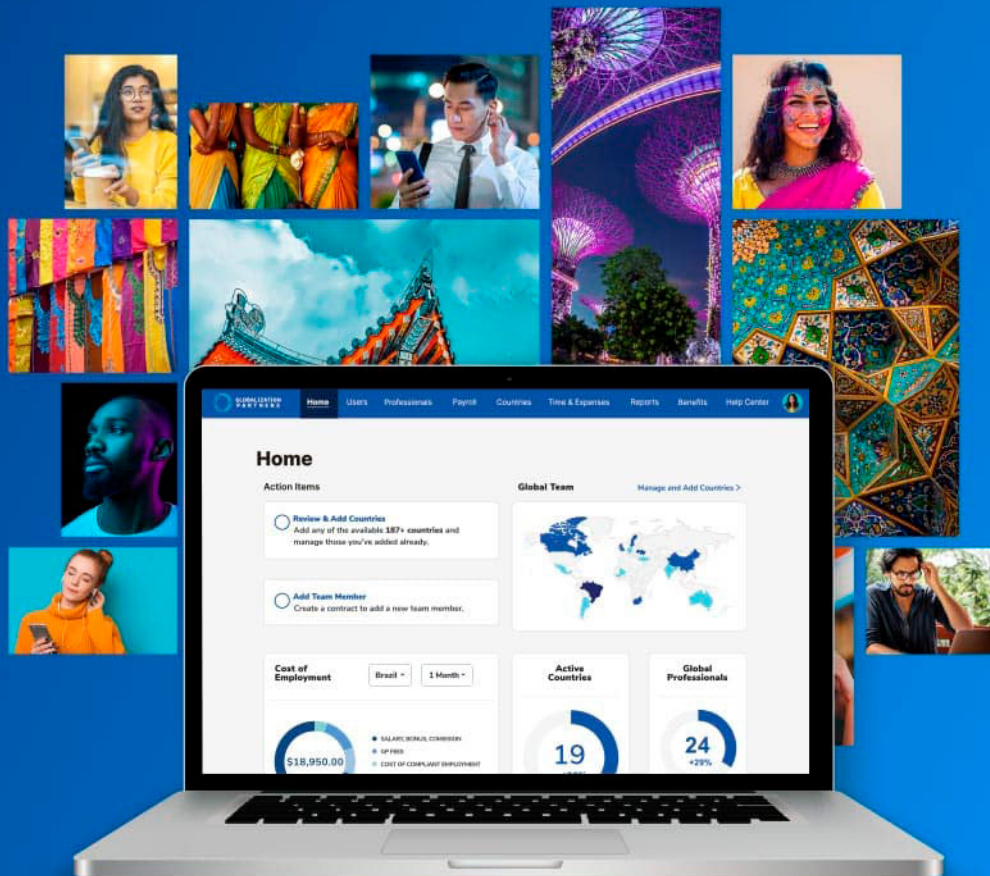 GLOBALIZATION
PARTNERS
Home Users Professionals Payroll Countries Time & Expenses Reports Benefits Help Center
Home
Action Items
Global Team
Manage and Add Countries >
Review & Add Countries
Add any of the available 187+ countries and
manage those you've added already.
Add Team Member
Create a contract to add a new team member.
Cost of
Employment
Brazil
1 Month
Active
Countries
Global
Professionals
$18,950.00
SALARY, BONUS, COMISSION
GP FEES
COST OF COMPLIANT EMPLOYMENT
19
24
+29%